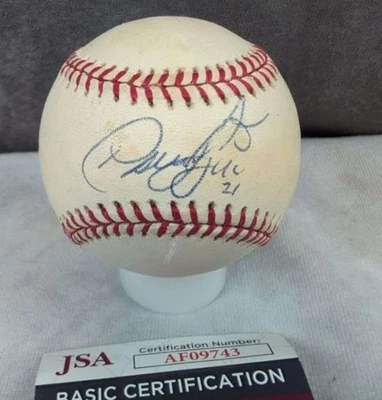 21
JSA
Certification Number:
AF09743
BASIC CERTIFICATION